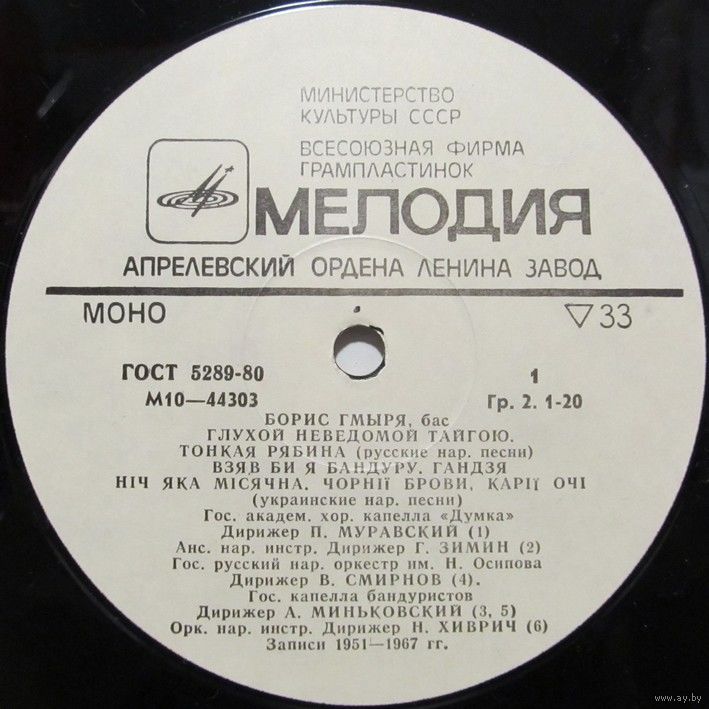 МИНИСТЕРСТВО
КУЛЬТУРЫ СССР
ВСЕСОЮЗНАЯ ФИРМА
ГРАМПЛАСТИНОК
МЕЛОДИЯ
АПРЕЛЕВСКИЙ ОРДЕНА ЛЕНИНА ЗАВОД
МОНО ▽33
ГОСТ 5289-80 1
М10—44303 Гр. 2. 1-20
БОРИС ГМЫРЯ, бас
ГЛУХОЙ НЕВЕДОМОЙ ТАЙГОЮ.
ТОНКАЯ РЯБИНА (русские нар. песни)
ВЗЯВ БИ Я БАНДУРУ. ГАНДЗЯ
НІЧ ЯКА МІСЯЧНА. ЧОРНІЇ БРОВИ, КАРІЇ ОЧІ
(украинские нар. песни)
Гос. академ. хор. капелла «Думка»
Дирижер П. МУРАВСКИЙ (1)
Анс. нар. инстр. Дирижер Г. ЗИМИН (2)
Гос. русский нар. оркестр им. Н. Осипова
Дирижер В. СМИРНОВ (4).
Гос. капелла бандуристов
Дирижер А. МИНЬКОВСКИЙ (3, 5)
Орк. нар. инстр. Дирижер Н. ХИВРИЧ (6)
Записи 1951—1967 гг.
www.ay.by